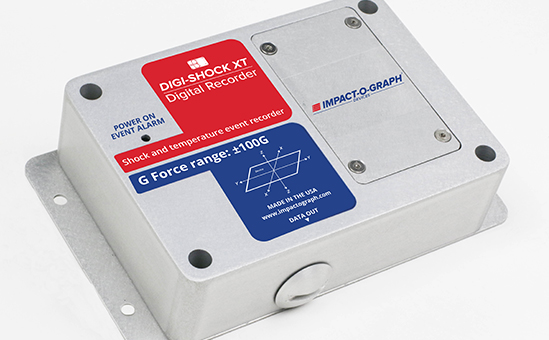 DIGI-SHOCK XT
Digital Recorder
POWER ON
EVENT ALARM
Shock and temperature event recorder
G Force range: ±100G
MADE IN THE USA
www.impactograph.com
DATA OUT
IMPACT-O-GRAPH®
DEVICES